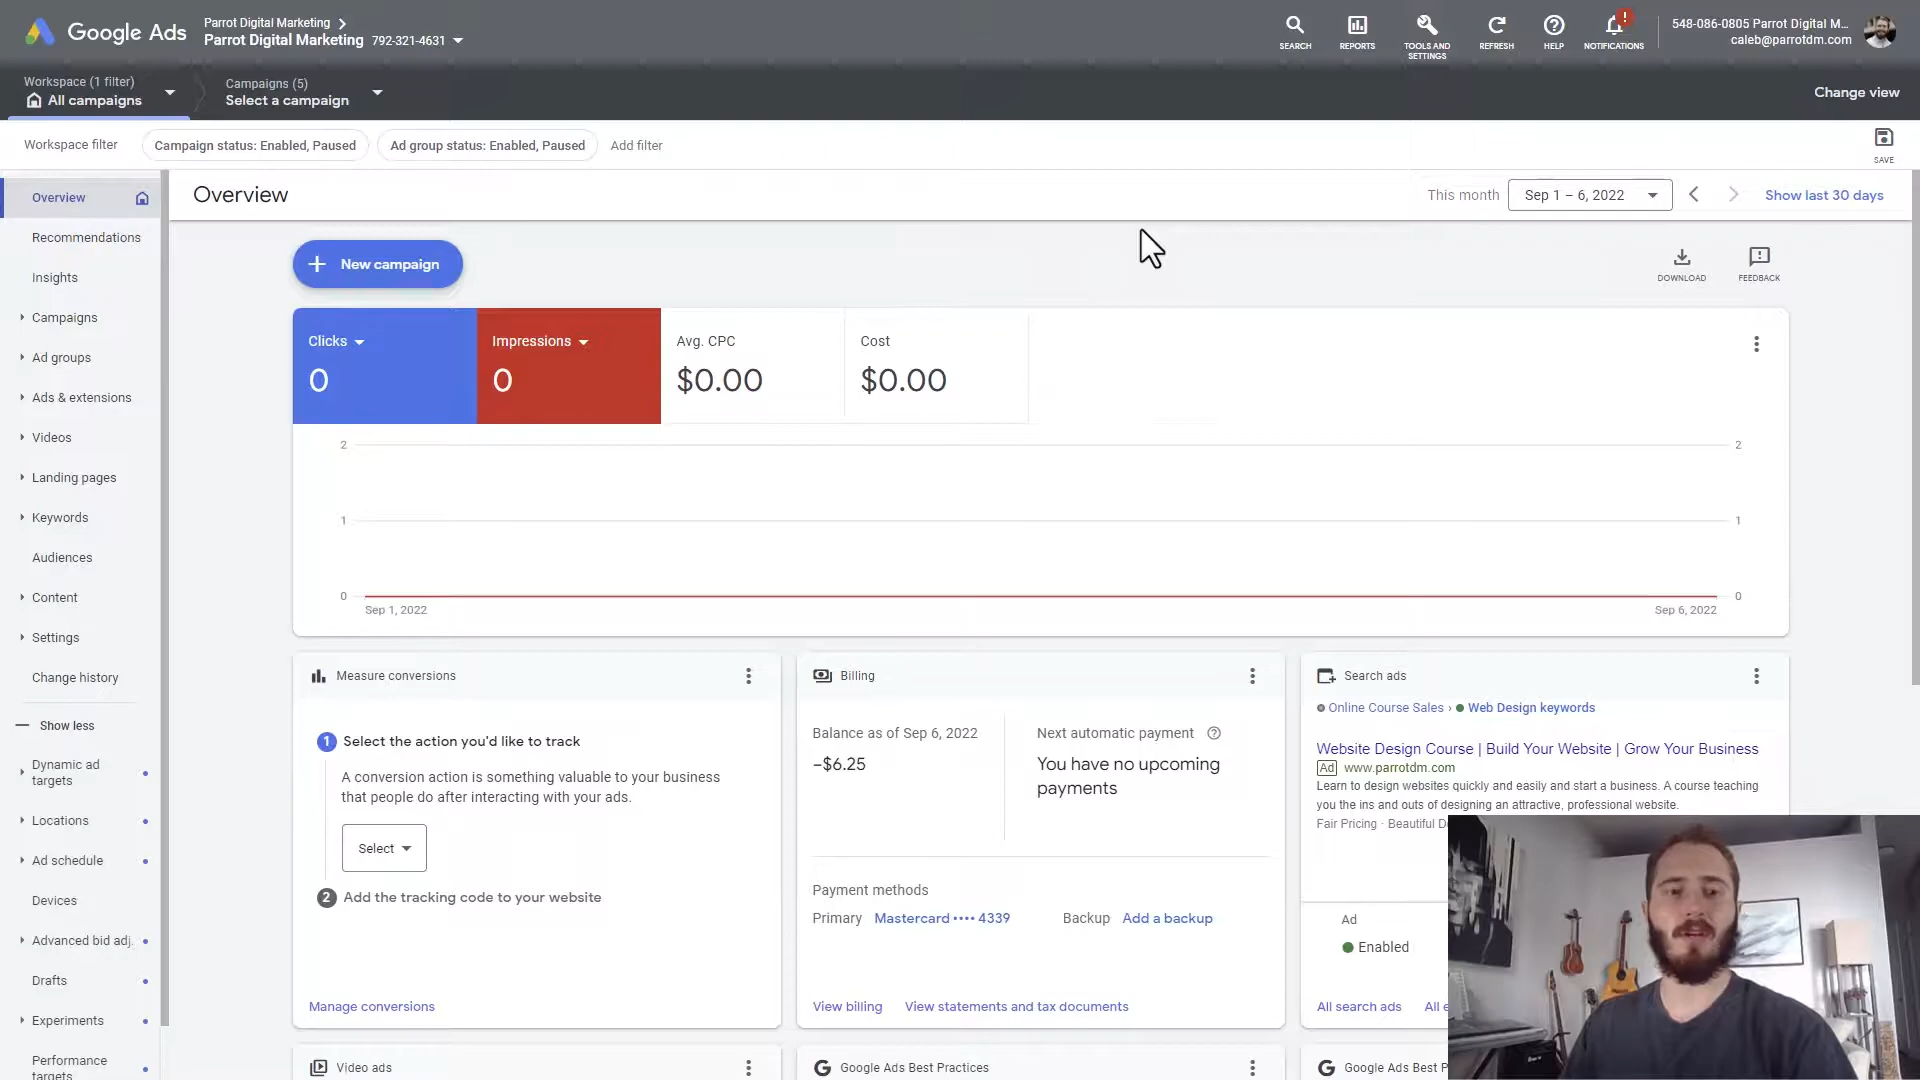 Google Ads
Parrot Digital Marketing
Parrot Digital Marketing 792-321-4631
SEARCH
REPORTS
TOOLS AND
SETTINGS
REFRESH
HELP
!
NOTIFICATIONS
548-086-0805 Parrot Digital M...
caleb@parrotdm.com
Workspace (1 filter)
All campaigns
Campaigns (5)
Select a campaign
Change view
Workspace filter
Campaign status: Enabled, Paused
Ad group status: Enabled, Paused
Add filter
SAVE
Overview
Recommendations
Insights
Campaigns
Ad groups
Ads & extensions
Videos
Landing pages
Keywords
Audiences
Content
Settings
Change history
Show less
Dynamic ad
targets
Locations
Ad schedule
Devices
Advanced bid adj.
Drafts
Experiments
Performance
targets
Overview
This month
Sep 1 – 6, 2022
Show last 30 days
New campaign
DOWNLOAD
FEEDBACK
Clicks
0
Impressions
0
Avg. CPC
$0.00
Cost
$0.00
2 2
1 1
0 0
Sep 1, 2022 Sep 6, 2022
Measure conversions
1 Select the action you'd like to track
A conversion action is something valuable to your business
that people do after interacting with your ads.
Select
2 Add the tracking code to your website
Manage conversions
Billing
Balance as of Sep 6, 2022
–$6.25
Next automatic payment
You have no upcoming
payments
Payment methods
Primary Mastercard •••• 4339
Backup Add a backup
View billing View statements and tax documents
Search ads
Online Course Sales › Web Design keywords
Website Design Course | Build Your Website | Grow Your Business
Ad www.parrotdm.com
Learn to design websites quickly and easily and start a business. A course teaching
you the ins and outs of designing an attractive, professional website.
Fair Pricing · Beautiful D
Ad
Enabled
All search ads All e
Video ads
Google Ads Best Practices
Google Ads Best P